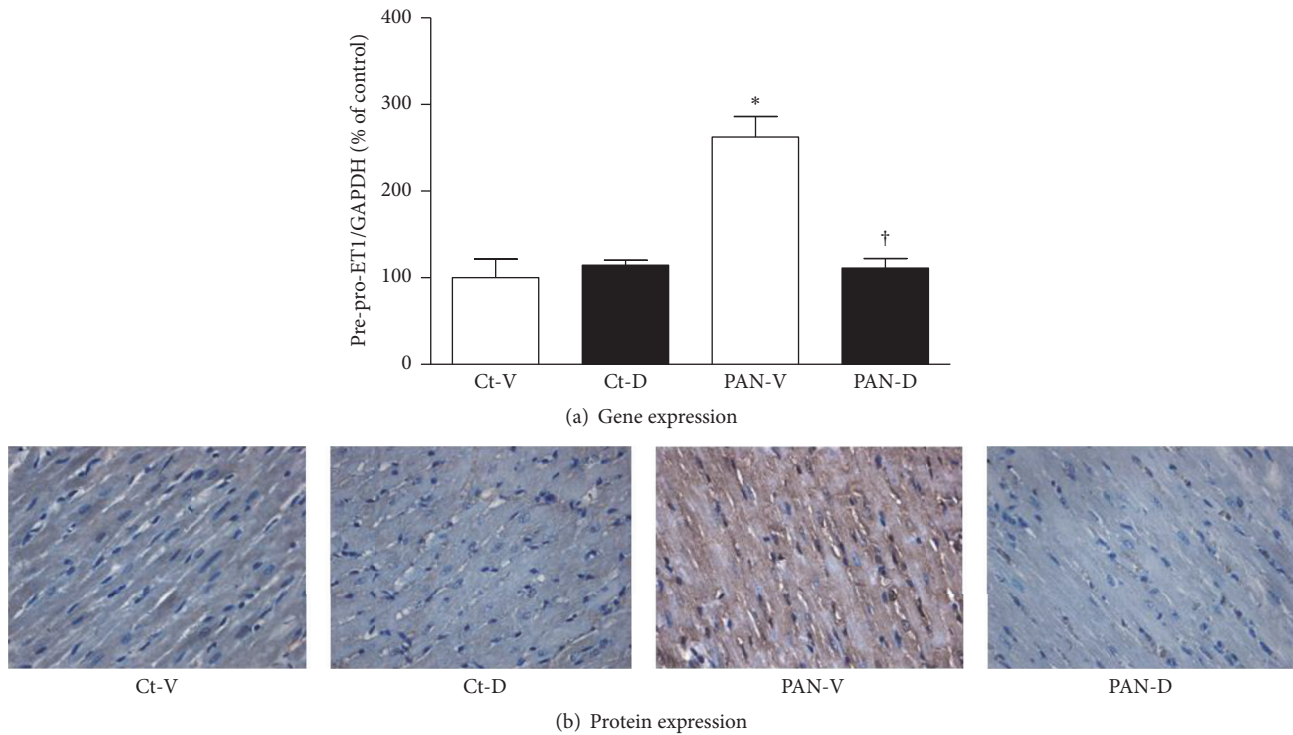 400
300
200
100
0
Pre-pro-ET1/GAPDH (% of control)
*
†
Ct-V Ct-D PAN-V PAN-D
(a) Gene expression
Ct-V Ct-D PAN-V PAN-D
(b) Protein expression